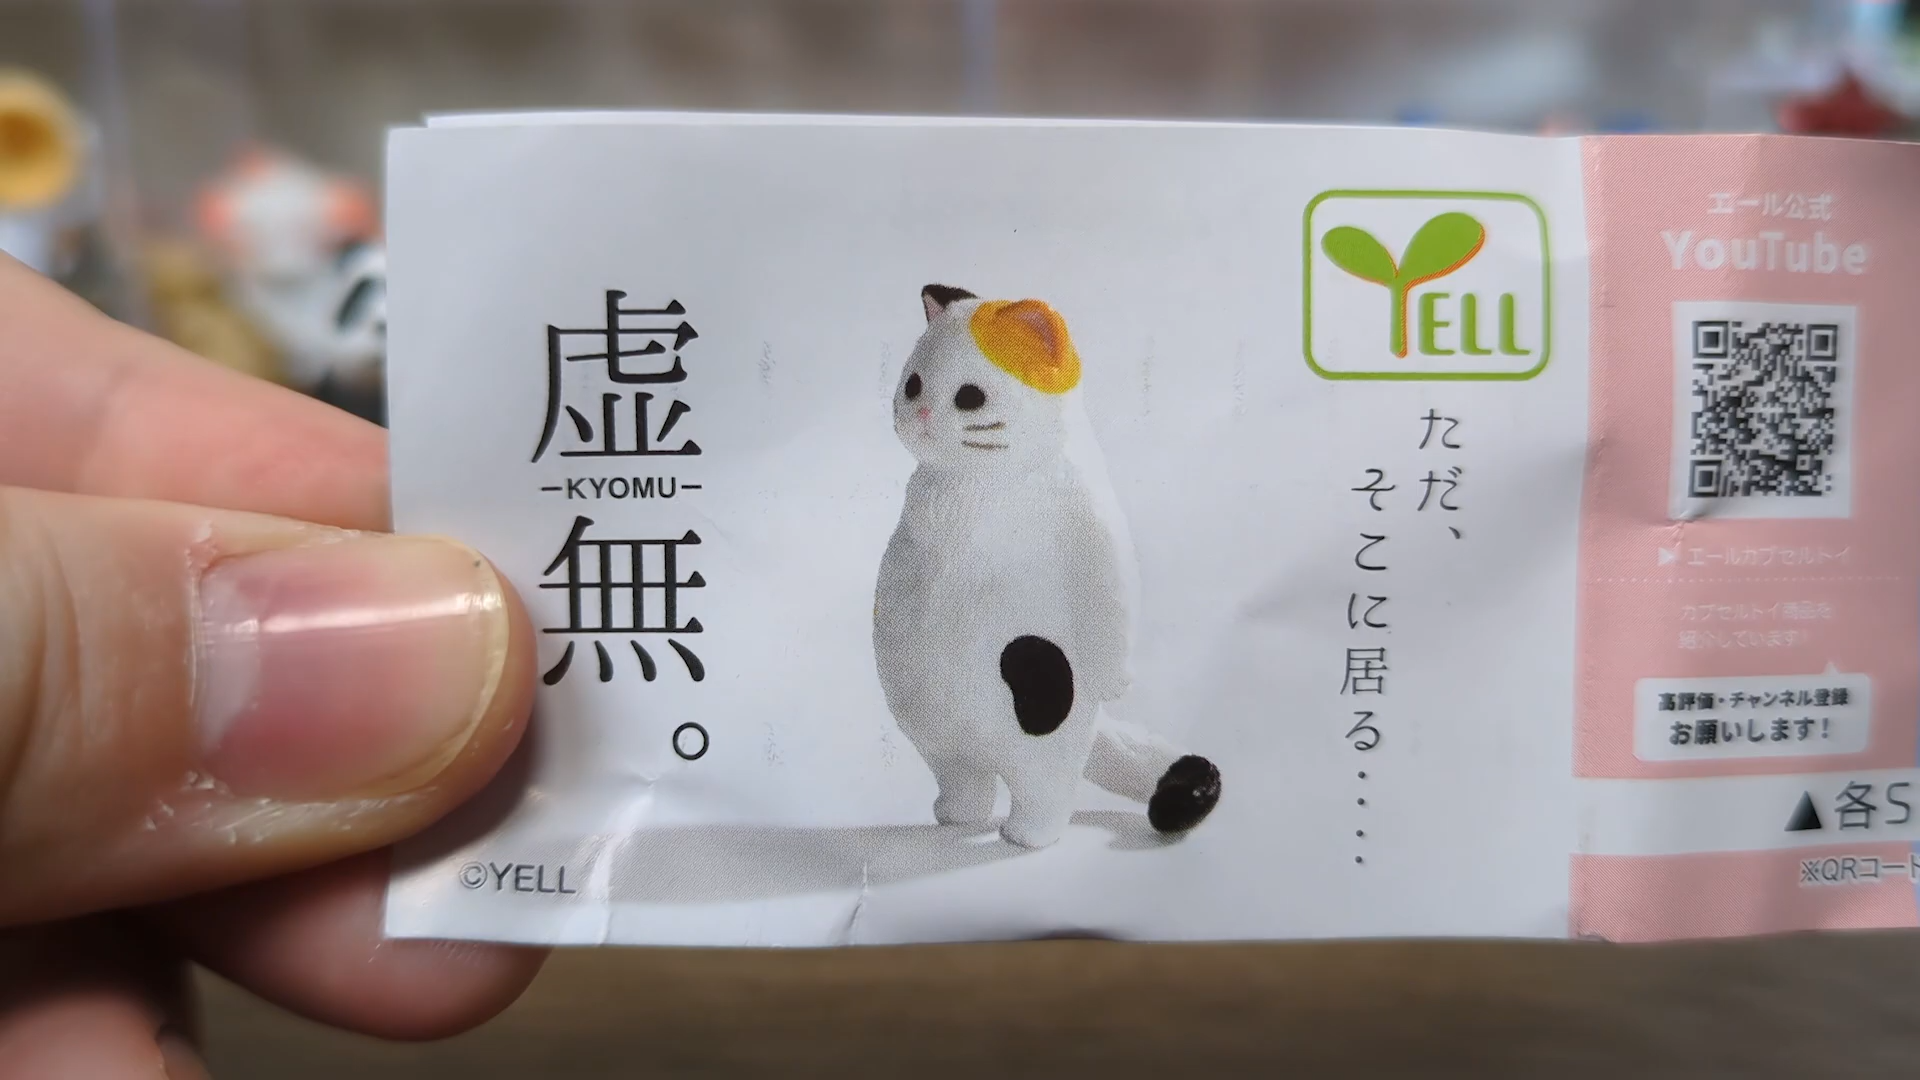 虚
-KYOMU-
無。
©YELL
YELL
ただ、
そこに居る・・・・
エール公式
YouTube
▶エールカプセルトイ
カプセルトイ商品を
紹介しています!
高評価・チャンネル登録
お願いします!
▲各S
※QRコード